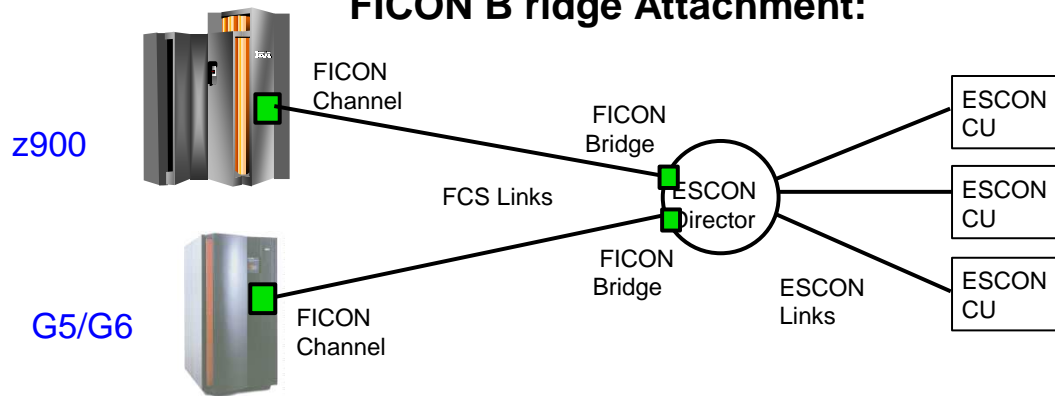 FICON B ridge Attachment:
FICON
Channel
z900
FICON
Bridge
FCS Links
ESCON
Director
ESCON
CU
ESCON
CU
ESCON
CU
FICON
Bridge
ESCON
Links
G5/G6
FICON
Channel